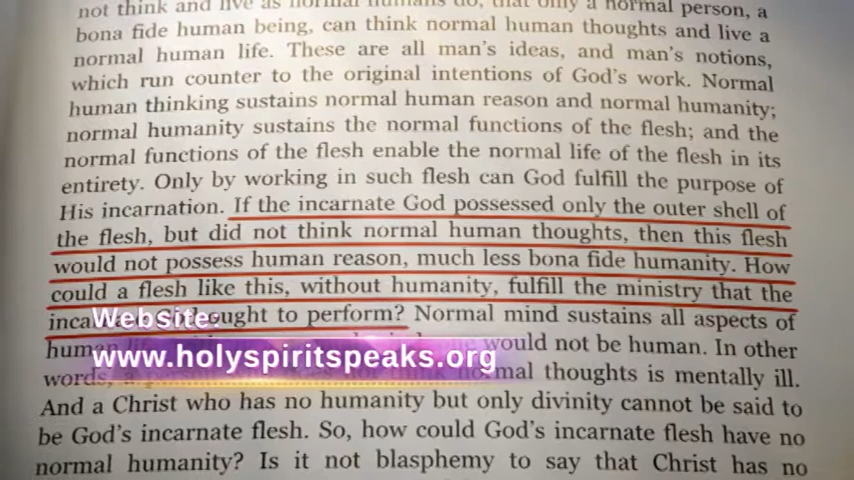 not think and live as normal humans do, that only a normal person, a
bona fide human being, can think normal human thoughts and live a
normal human life. These are all man's ideas, and man's notions,
which run counter to the original intentions of God's work. Normal
human thinking sustains normal human reason and normal humanity;
normal humanity sustains the normal functions of the flesh; and the
normal functions of the flesh enable the normal life of the flesh in its
entirety. Only by working in such flesh can God fulfill the purpose of
His incarnation. If the incarnate God possessed only the outer shell of
the flesh, but did not think normal human thoughts, then this flesh
would not possess human reason, much less bona fide humanity. How
could a flesh like this, without humanity, fulfill the ministry that the
ought to perform? Normal mind sustains all aspects of
Website:
human would not be human. In other
www.holyspiritspeaks.org
words, a normal thoughts is mentally ill.
And a Christ who has no humanity but only divinity cannot be said to
be God's incarnate flesh. So, how could God's incarnate flesh have no
normal humanity? Is it not blasphemy to say that Christ has no